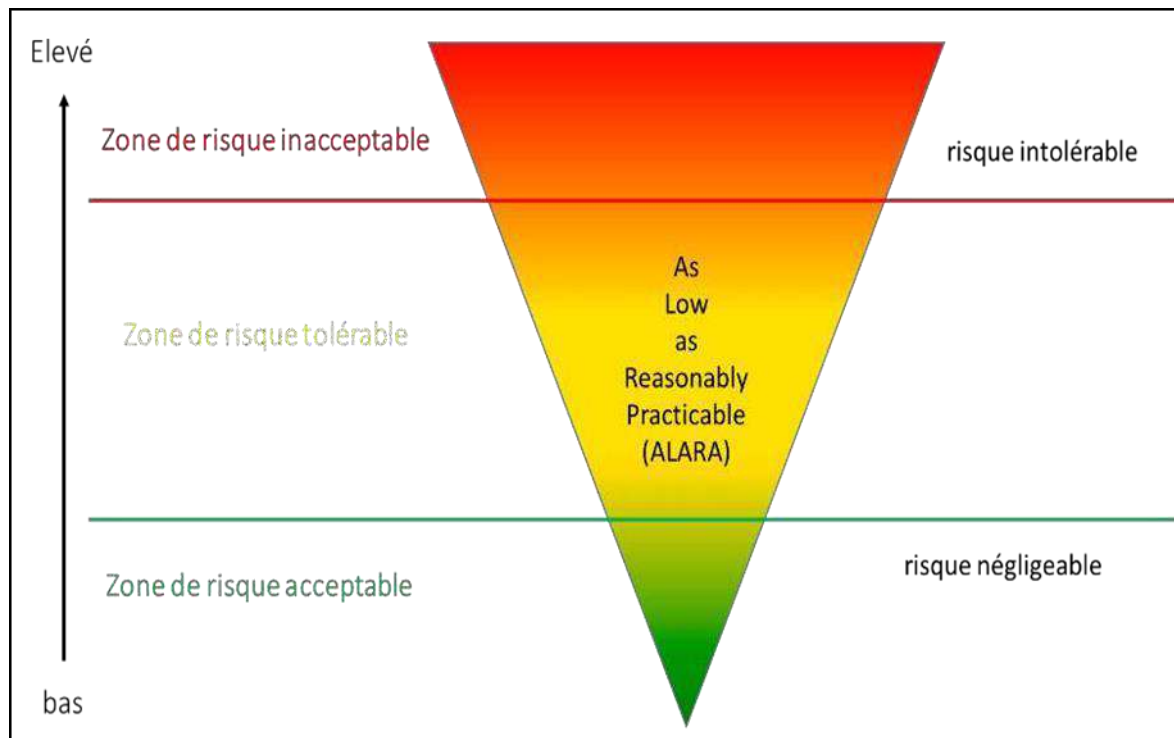 Elevé
Zone de risque inacceptable
risque intolérable
As
Low
as
Reasonably
Practicable
(ALARA)
Zone de risque tolérable
Zone de risque acceptable
risque négligeable
bas